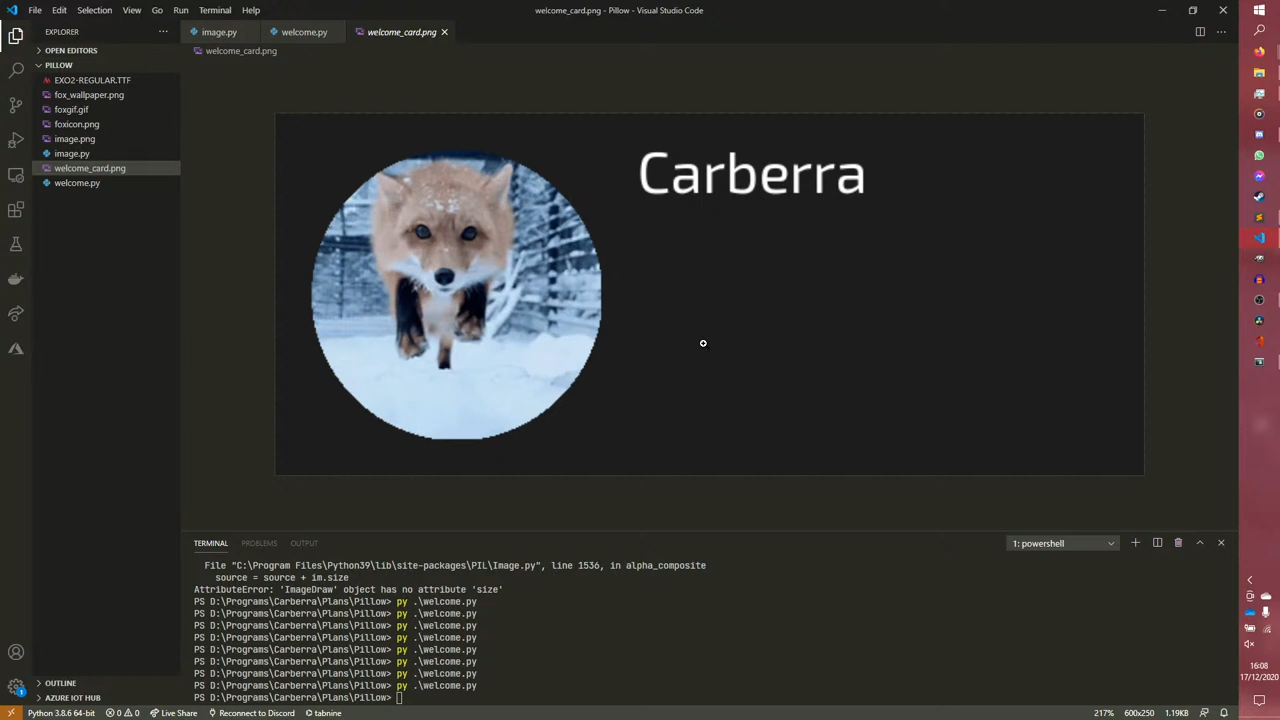 File Edit Selection View Go Run Terminal Help
welcome_card.png - Pillow - Visual Studio Code
EXPLORER
image.py
welcome.py
welcome_card.png
OPEN EDITORS
welcome_card.png
PILLOW
EXO2-REGULAR.TTF
fox_wallpaper.png
foxgif.gif
foxicon.png
image.png
image.py
welcome_card.png
welcome.py
Carberra
TERMINAL PROBLEMS OUTPUT
1: powershell
File "C:\Program Files\Python39\lib\site-packages\PIL\Image.py", line 1536, in alpha_composite
source = source + im.size
AttributeError: 'ImageDraw' object has no attribute 'size'
PS D:\Programs\Carberra\Plans\Pillow> py .\welcome.py
PS D:\Programs\Carberra\Plans\Pillow> py .\welcome.py
PS D:\Programs\Carberra\Plans\Pillow> py .\welcome.py
PS D:\Programs\Carberra\Plans\Pillow> py .\welcome.py
PS D:\Programs\Carberra\Plans\Pillow> py .\welcome.py
PS D:\Programs\Carberra\Plans\Pillow> py .\welcome.py
PS D:\Programs\Carberra\Plans\Pillow> py .\welcome.py
PS D:\Programs\Carberra\Plans\Pillow> py .\welcome.py
PS D:\Programs\Carberra\Plans\Pillow>
OUTLINE
AZURE IOT HUB
1
Python 3.8.6 64-bit 0 0 Live Share Reconnect to Discord tabnine
217% 600x250 1.19KB
16:08
17/12/2020